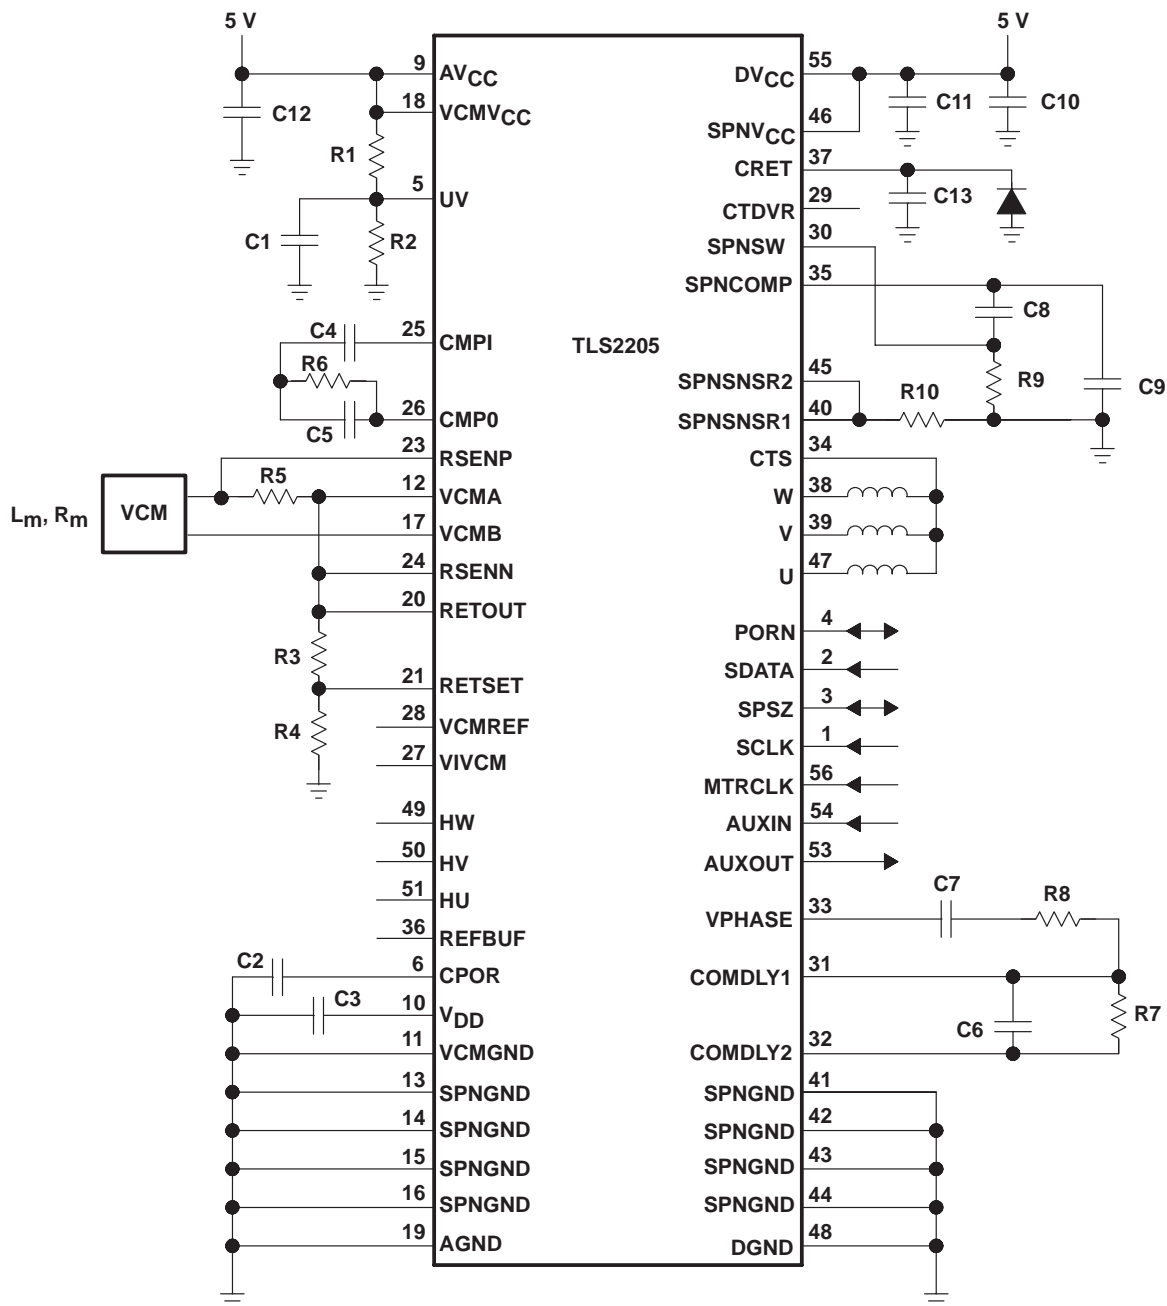 5 V
5 V
9 AVCC
DVCC 55
C12
18 VCMVCC
C11
C10
SPNVCC 46
R1
CRET 37
5 UV
C13
CTDVR 29
C1
R2
SPNSW 30
SPNCOMP 35
C8
C4
25 CMPI
TLS2205
R6
SPNSNSR2 45
R9
C9
R10
C5
26 CMP0
SPNSNSR1 40
23 RSENP
CTS 34
R5
Lm, Rm
VCM
12 VCMA
W 38
17 VCMB
V 39
24 RSENN
U 47
20 RETOUT
PORN 4
R3
SDATA 2
21 RETSET
SPSZ 3
R4
28 VCMREF
SCLK 1
27 VIVCM
MTRCLK 56
49 HW
AUXIN 54
50 HV
AUXOUT 53
51 HU
C7
R8
VPHASE 33
36 REFBUF
C2
6 CPOR
COMDLY1 31
C3
10 VDD
C6
R7
11 VCMGND
COMDLY2 32
13 SPNGND
SPNGND 41
14 SPNGND
SPNGND 42
15 SPNGND
SPNGND 43
16 SPNGND
SPNGND 44
19 AGND
DGND 48